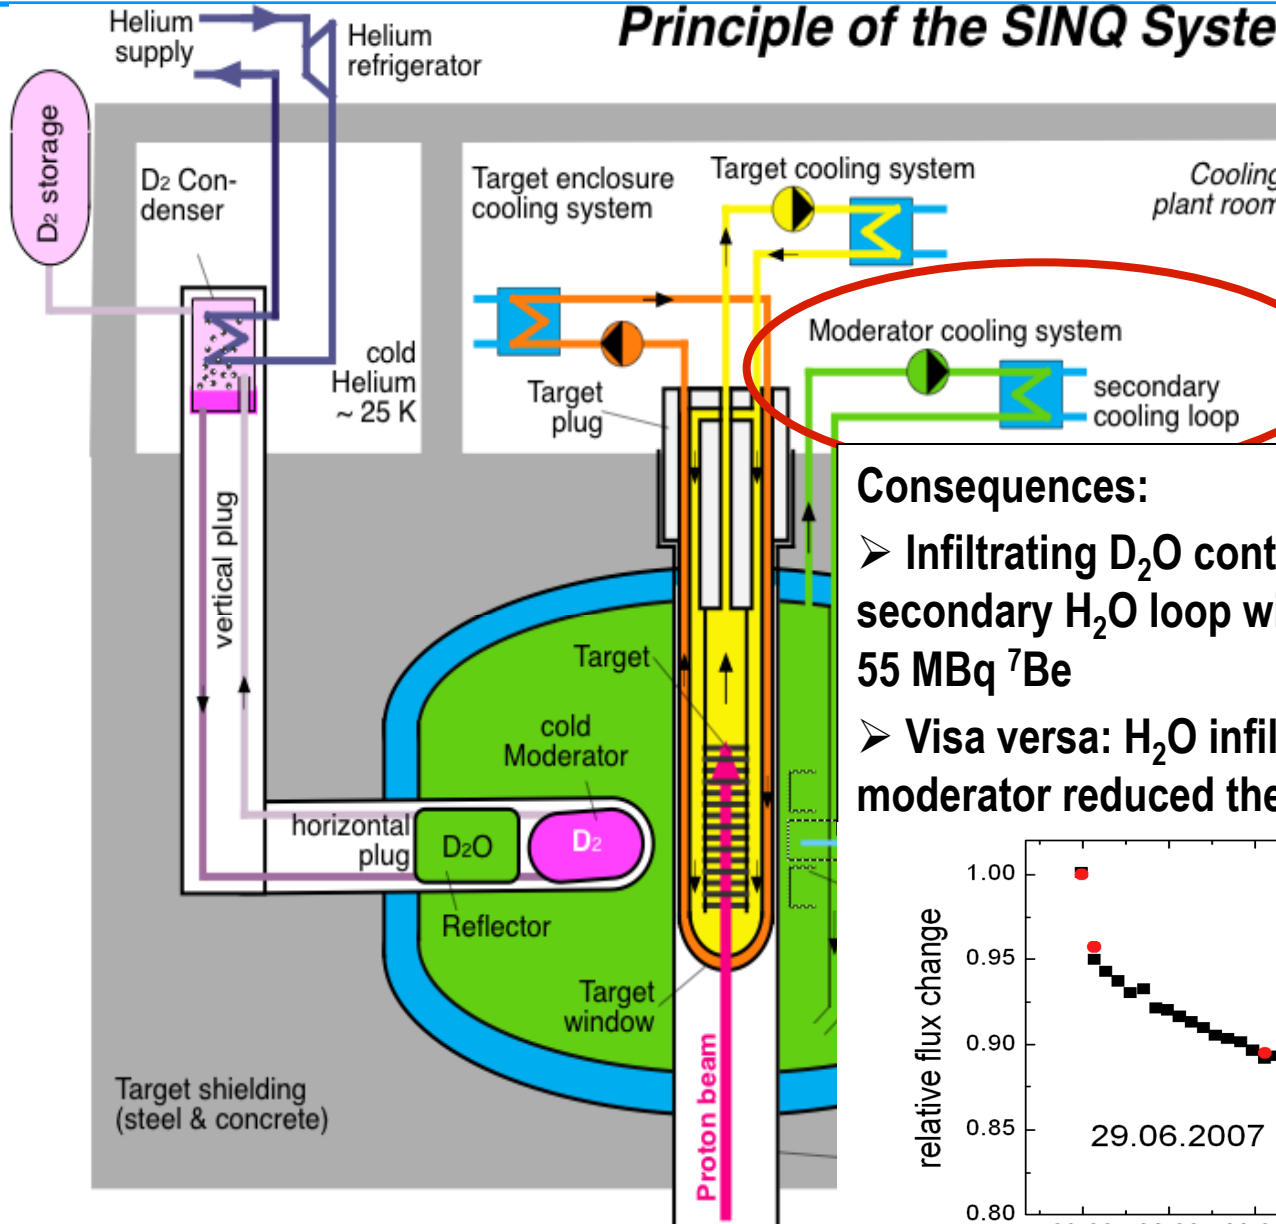 Principle of the SINQ Syste
Helium
supply
Helium
refrigerator
D2 storage
D2 Con-
denser
cold
Helium
~ 25 K
Target enclosure
cooling system
Target cooling system
Cooling
plant room
Moderator cooling system
secondary
cooling loop
Target
plug
vertical plug
Target
cold
Moderator
horizontal
plug
D2O
D2
Reflector
Target
window
Proton beam
Target shielding
(steel & concrete)
Consequences:
➢ Infiltrating D₂O cont
secondary H₂O loop wi
55 MBq ⁷Be
➢ Visa versa: H₂O infil
moderator reduced the
relative flux change
1.00
0.95
0.90
0.85
0.80
29.06.2007